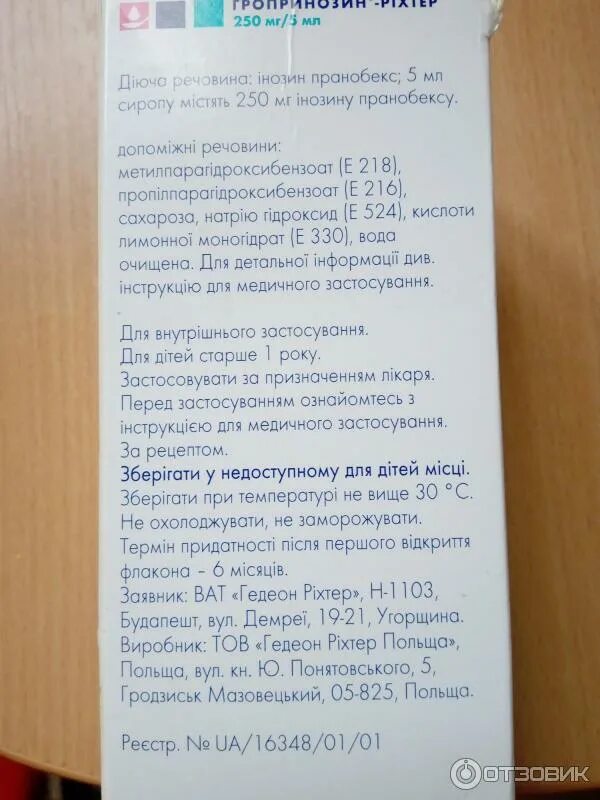 ГРОПРИНОЗИН®-РІХТЕР
250 мг/5 мл
Діюча речовина: інозин пранобекс; 5 мл
сиропу містять 250 мг інозину пранобексу.
допоміжні речовини:
метилпарагідроксибензоат (Е 218),
пропілпарагідроксибензоат (Е 216),
сахароза, натрію гідроксид (Е 524), кислоти
лимонної моногідрат (Е 330), вода
очищена. Для детальної інформації див.
інструкцію для медичного застосування.
Для внутрішнього застосування.
Для дітей старше 1 року.
Застосовувати за призначенням лікаря.
Перед застосуванням ознайомтесь з
інструкцією для медичного застосування.
За рецептом.
Зберігати у недоступному для дітей місці.
Зберігати при температурі не вище 30 °С.
Не охолоджувати, не заморожувати.
Термін придатності після першого відкриття
флакона – 6 місяців.
Заявник: ВАТ «Гедеон Ріхтер», Н-1103,
Будапешт, вул. Демреї, 19-21, Угорщина.
Виробник: ТОВ «Гедеон Ріхтер Польща»,
Польща, вул. кн. Ю. Понятовського, 5,
Гродзиськ Мазовецький, 05-825, Польща.
Реєстр. № UA/16348/01/01
ОТЗОВИК